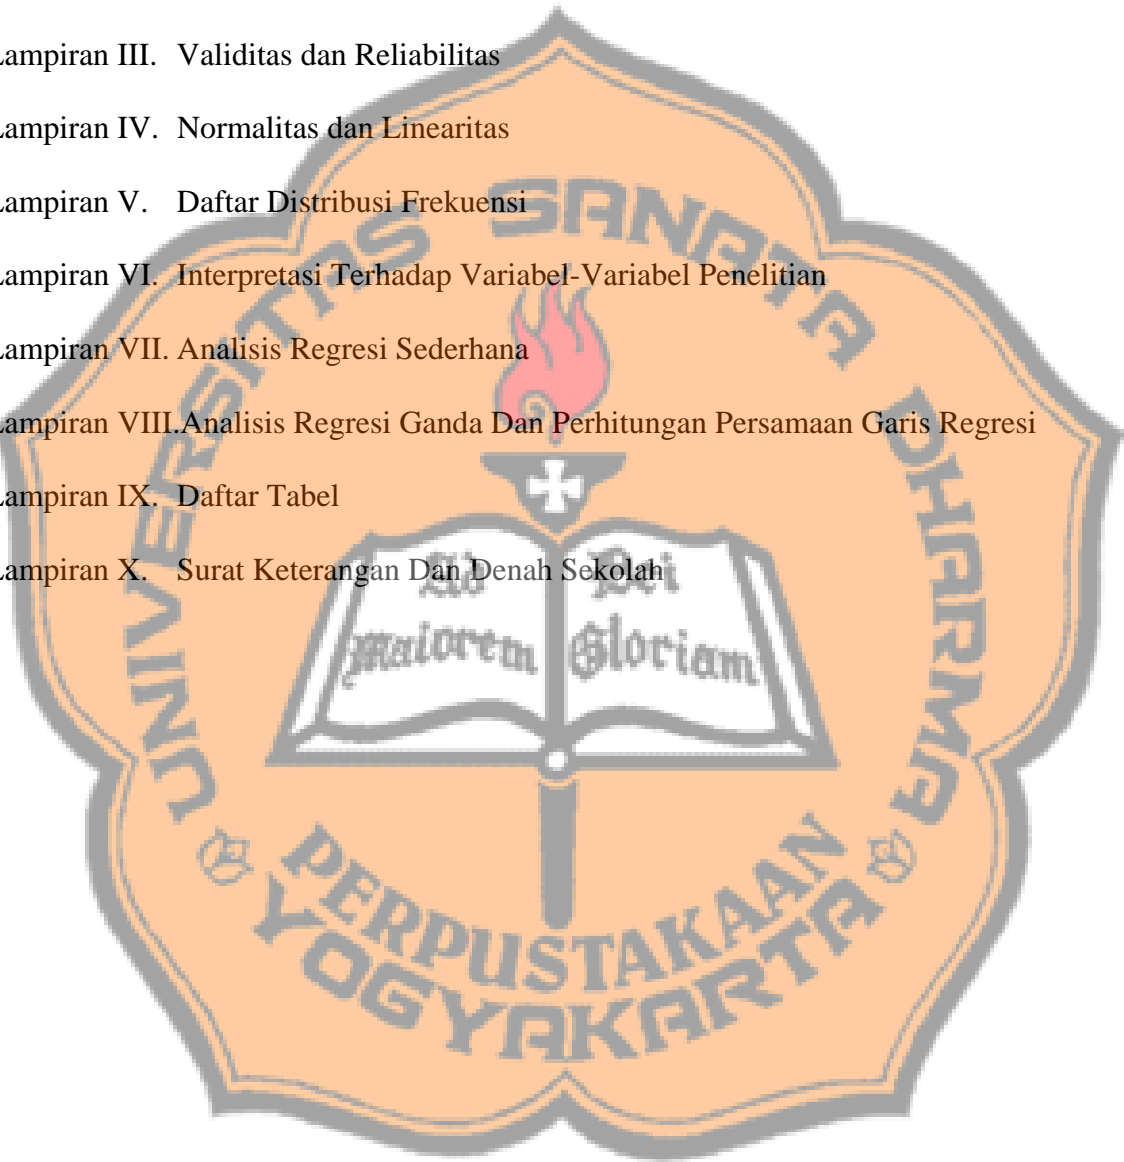 Lampiran III. Validitas dan Reliabilitas
Lampiran IV. Normalitas dan Linearitas
Lampiran V. Daftar Distribusi Frekuensi
Lampiran VI. Interpretasi Terhadap Variabel-Variabel Penelitian
Lampiran VII. Analisis Regresi Sederhana
Lampiran VIII.Analisis Regresi Ganda Dan Perhitungan Persamaan Garis Regresi
Lampiran IX. Daftar Tabel
Lampiran X. Surat Keterangan Dan Denah Sekolah
UNIVERSITAS SANATA DHARMA
Ad Dei
Maiorem Gloriam
PERPUSTAKAAN
YOGYAKARTA